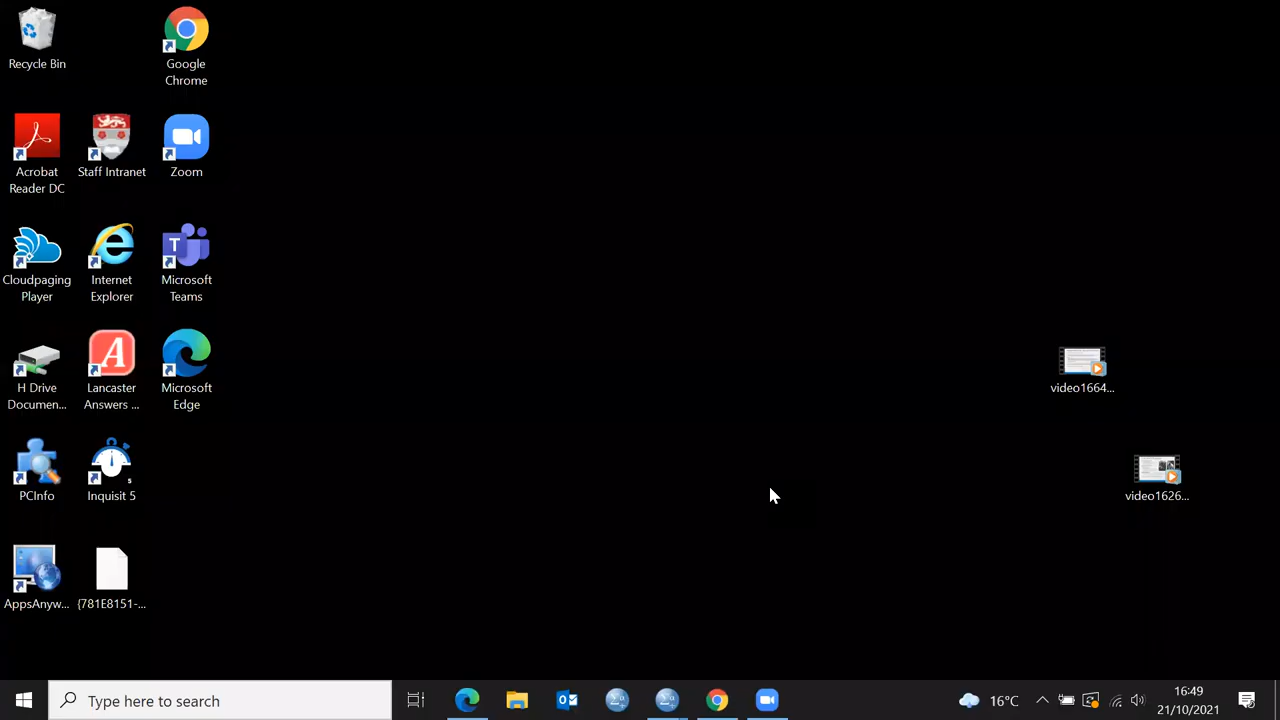 Recycle Bin
Google
Chrome
Acrobat
Reader DC
Staff Intranet
Zoom
Cloudpaging
Player
Internet
Explorer
Microsoft
Teams
H Drive
Documen...
Lancaster
Answers ...
Microsoft
Edge
PCInfo
Inquisit 5
AppsAnyw...
{781E8151-...
video1664...
video1626...
Type here to search
16°C
16:49
21/10/2021